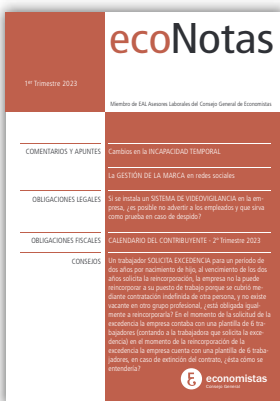 ecoNotas
1er Trimestre 2023
Miembro de EAL Asesores Laborales del Consejo General de Economistas
COMENTARIOS Y APUNTES
Cambios en la INCAPACIDAD TEMPORAL
La GESTIÓN DE LA MARCA en redes sociales
OBLIGACIONES LEGALES
Si se instala un SISTEMA DE VIDEOVIGILANCIA en la em-
presa, ¿es posible no advertir a los empleados y que sirva
como prueba en caso de despido?
OBLIGACIONES FISCALES
CALENDARIO DEL CONTRIBUYENTE - 2º Trimestre 2023
CONSEJOS
Un trabajador SOLICITA EXCEDENCIA para un período de
dos años por nacimiento de hijo, al vencimiento de los dos
años solicita la reincorporación, la empresa no la puede
reincorporar a su puesto de trabajo porque se cubrió me-
diante contratación indefinida de otra persona, y no existe
vacante en otro grupo profesional, ¿está obligada igual-
mente a reincorporarla? En el momento de la solicitud de la
excedencia la empresa contaba con una plantilla de 6 tra-
bajadores (contando a la trabajadora que solicita la exce-
dencia) en el momento de la reincorporación de la
excedencia la empresa cuenta con una plantilla de 6 traba-
jadores, en caso de extinción del contrato, ¿ésta cómo se
entendería?
economistas
Consejo General